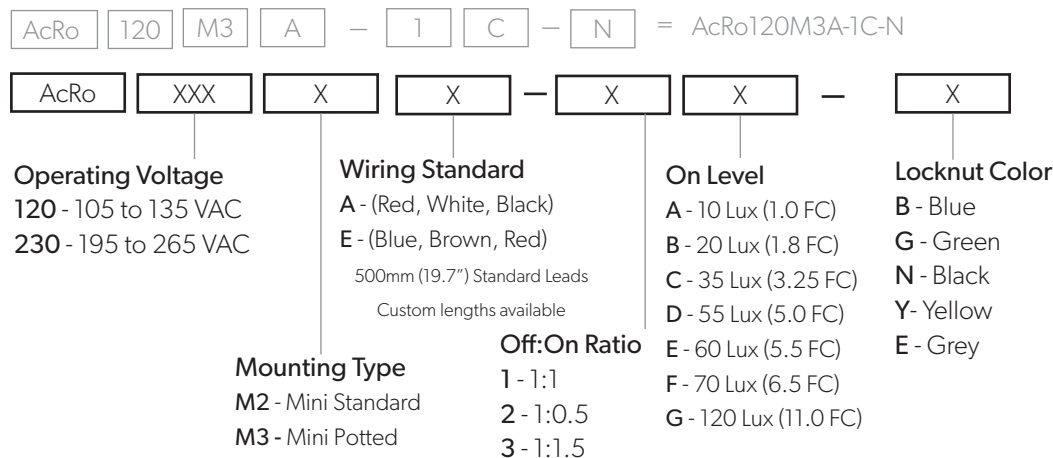 AcRo 120 M3 A – 1 C – N = AcRo120M3A-1C-N
AcRo XXX X X – X X – X
Operating Voltage
120 - 105 to 135 VAC
230 - 195 to 265 VAC
Wiring Standard
A - (Red, White, Black)
E - (Blue, Brown, Red)
500mm (19.7”) Standard Leads
Custom lengths available
Mounting Type
M2 - Mini Standard
M3 - Mini Potted
Off:On Ratio
1 - 1:1
2 - 1:0.5
3 - 1:1.5
On Level
A - 10 Lux (1.0 FC)
B - 20 Lux (1.8 FC)
C - 35 Lux (3.25 FC)
D - 55 Lux (5.0 FC)
E - 60 Lux (5.5 FC)
F - 70 Lux (6.5 FC)
G - 120 Lux (11.0 FC)
Locknut Color
B - Blue
G - Green
N - Black
Y- Yellow
E - Grey